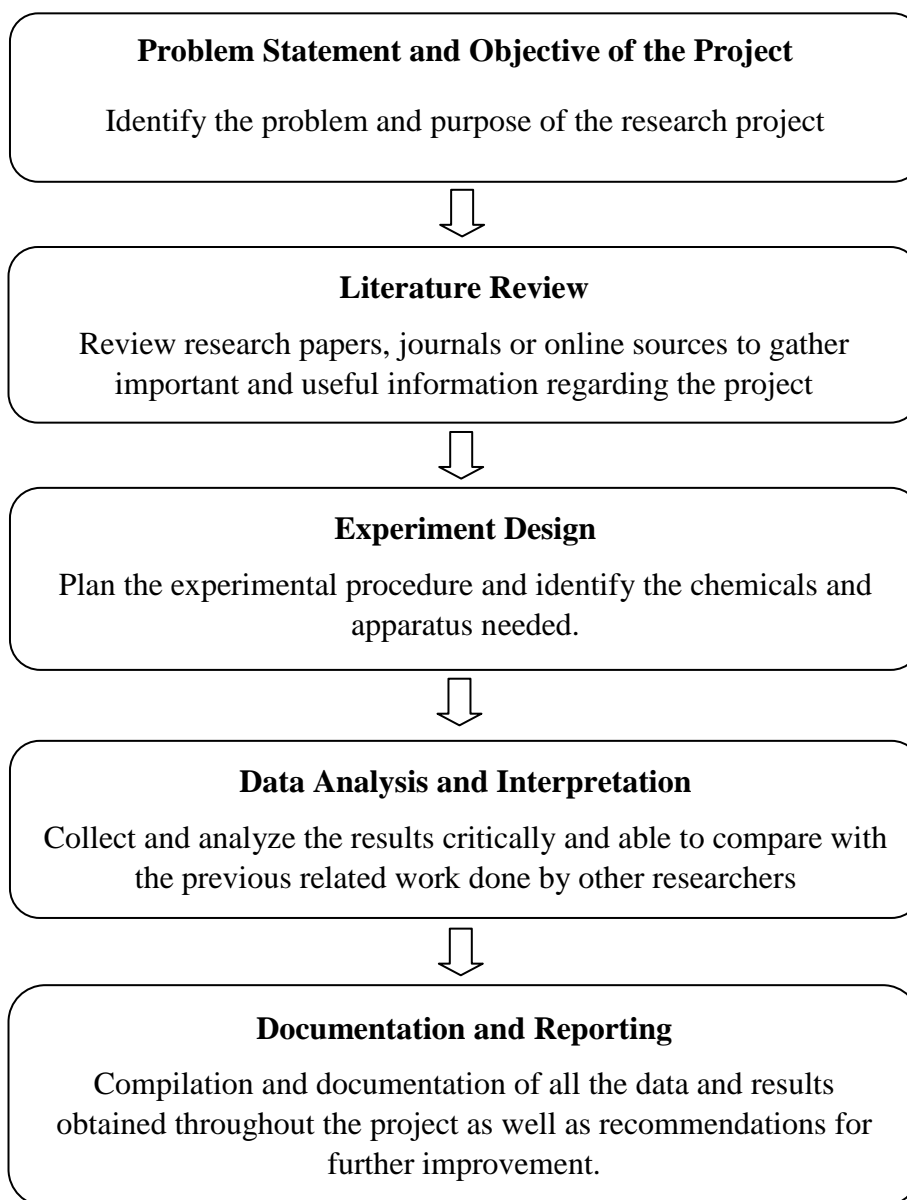 Problem Statement and Objective of the Project
Identify the problem and purpose of the research project
Literature Review
Review research papers, journals or online sources to gather
important and useful information regarding the project
Experiment Design
Plan the experimental procedure and identify the chemicals and
apparatus needed.
Data Analysis and Interpretation
Collect and analyze the results critically and able to compare with
the previous related work done by other researchers
Documentation and Reporting
Compilation and documentation of all the data and results
obtained throughout the project as well as recommendations for
further improvement.